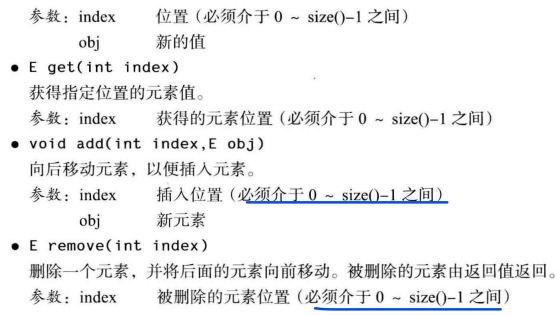 参数：index 位置（必须介于 0 ~ size()–1 之间）
obj 新的值
● E get(int index)
获得指定位置的元素值。
参数：index 获得的元素位置（必须介于 0 ~ size()–1 之间）
● void add(int index,E obj)
向后移动元素，以便插入元素。
参数：index 插入位置（必须介于 0 ~ size()–1 之间）
obj 新元素
● E remove(int index)
删除一个元素，并将后面的元素向前移动。被删除的元素由返回值返回。
参数：index 被删除的元素位置（必须介于 0 ~ size()–1 之间）